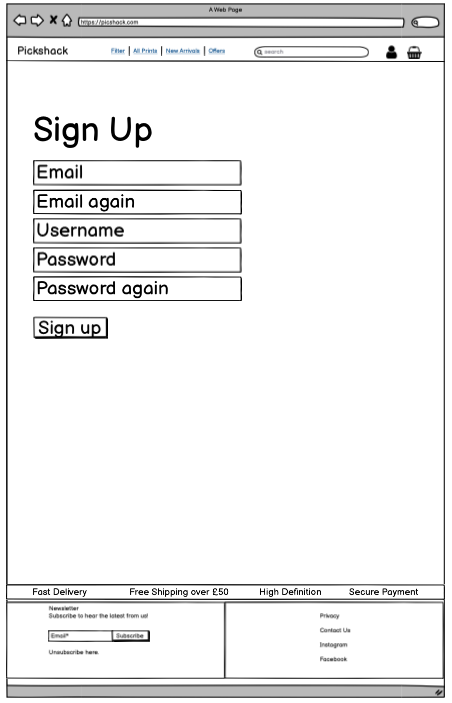 A Web Page
https://picshack.com
Pickshack
Filter | All Prints | New Arrivals | Offers
search
Sign Up
Email
Email again
Username
Password
Password again
Sign up
Fast Delivery Free Shipping over £50 High Definition Secure Payment
Newsletter
Subscribe to hear the latest from us!
Email* Subscribe
Unsubscribe here.
Privacy
Contact Us
Instagram
Facebook